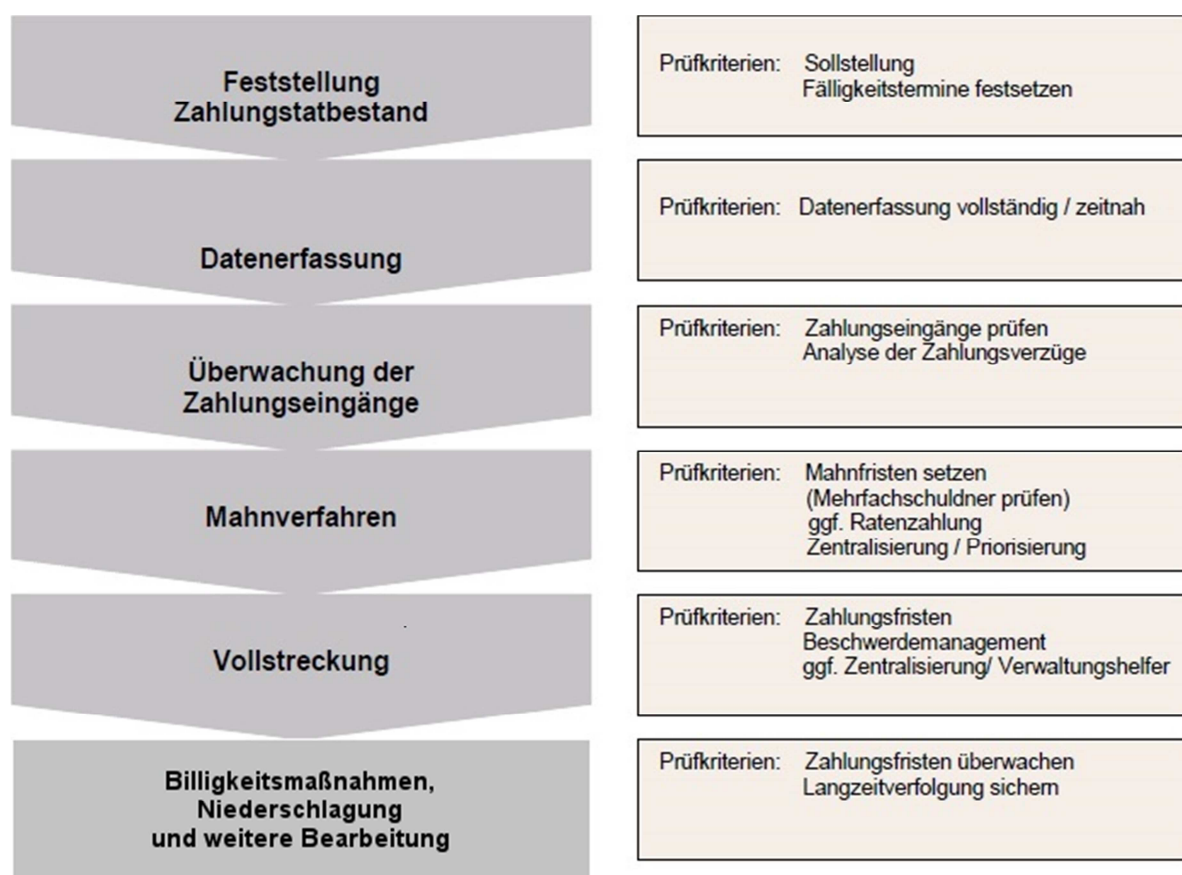 Feststellung
Zahlungstatbestand
Prüfkriterien: Sollstellung
Fälligkeitstermine festsetzen
Datenerfassung
Prüfkriterien: Datenerfassung vollständig / zeitnah
Überwachung der
Zahlungseingänge
Prüfkriterien: Zahlungseingänge prüfen
Analyse der Zahlungsverzüge
Mahnverfahren
Prüfkriterien: Mahnfristen setzen
(Mehrfachschuldner prüfen)
ggf. Ratenzahlung
Zentralisierung / Priorisierung
Vollstreckung
Prüfkriterien: Zahlungsfristen
Beschwerdemanagement
ggf. Zentralisierung/ Verwaltungshelfer
Billigkeitsmaßnahmen,
Niederschlagung
und weitere Bearbeitung
Prüfkriterien: Zahlungsfristen überwachen
Langzeitverfolgung sichern